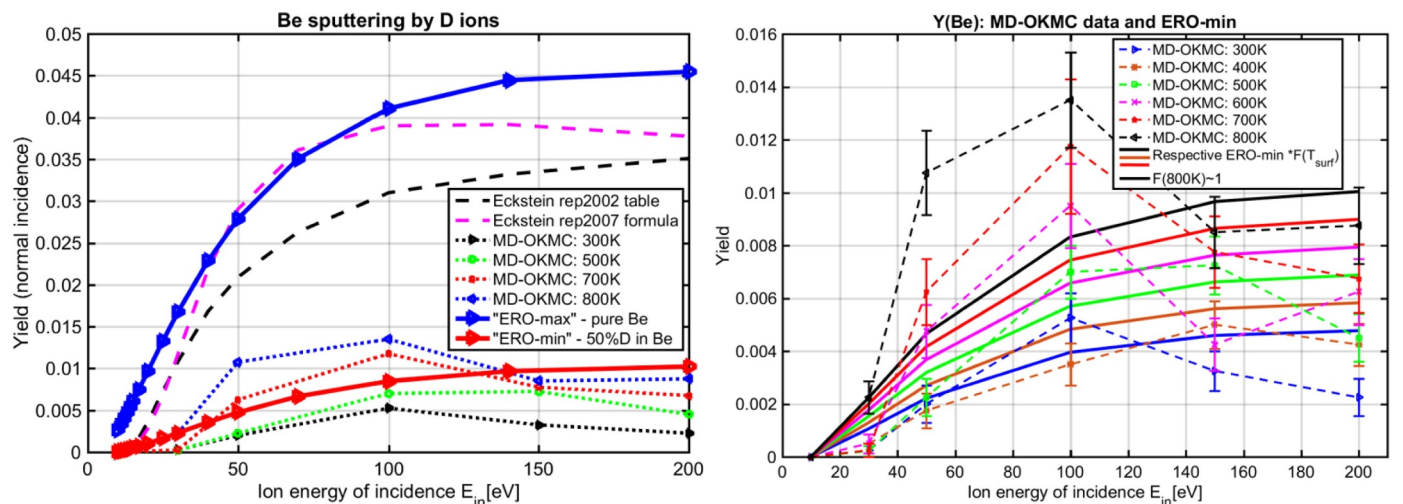 Be sputtering by D ions
0.05
0.045
0.04
0.035
0.03
0.025
0.02
0.015
0.01
0.005
0
Yield (normal incidence)
Eckstein rep2002 table
Eckstein rep2007 formula
MD-OKMC: 300K
MD-OKMC: 500K
MD-OKMC: 700K
MD-OKMC: 800K
"ERO-max" - pure Be
"ERO-min" - 50%D in Be
0 50 100 150 200
Ion energy of incidence E_in[eV]
Y(Be): MD-OKMC data and ERO-min
0.016
0.014
0.012
0.01
0.008
0.006
0.004
0.002
0
Yield
MD-OKMC: 300K
MD-OKMC: 400K
MD-OKMC: 500K
MD-OKMC: 600K
MD-OKMC: 700K
MD-OKMC: 800K
Respective ERO-min *F(T_surf)
F(800K)~1
0 20 40 60 80 100 120 140 160 180 200
Ion energy of incidence E_in[eV]